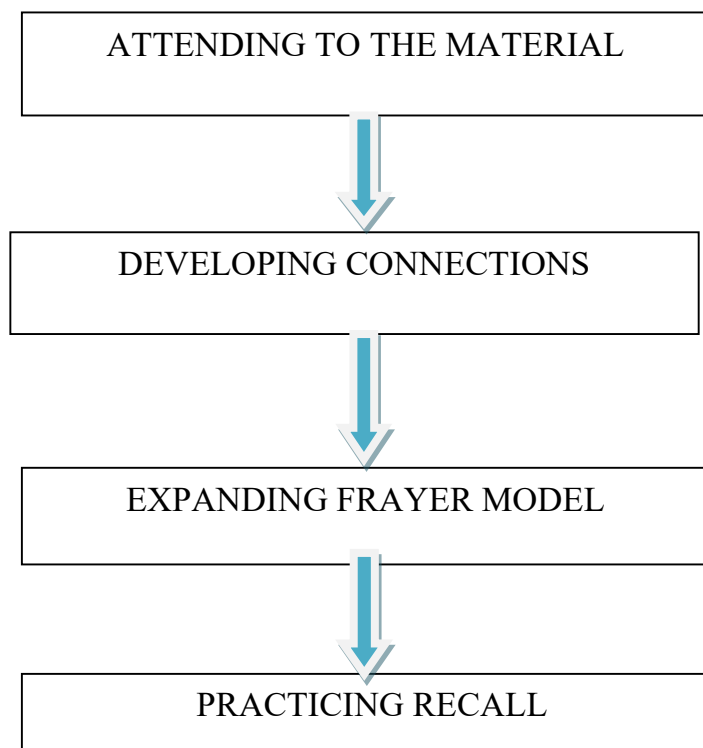 ATTENDING TO THE MATERIAL
DEVELOPING CONNECTIONS
EXPANDING FRAYER MODEL
PRACTICING RECALL